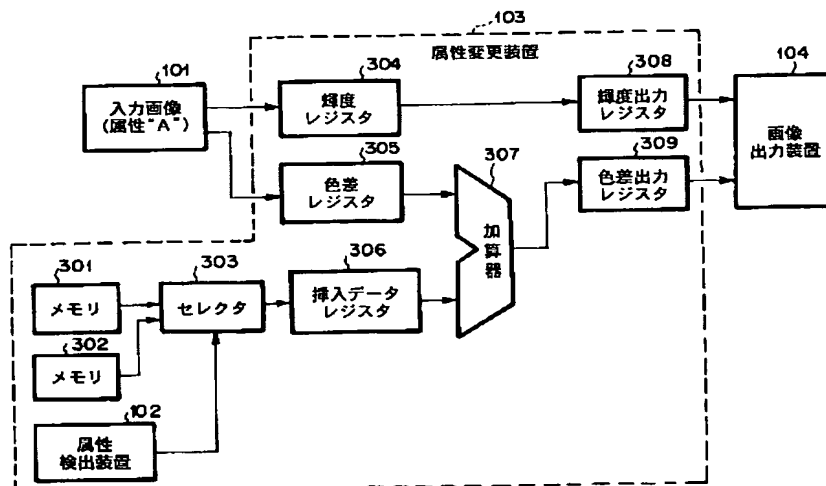 103
属性変更装置
101
入力画像
(属性"A")
304
輝度
レジスタ
308
輝度出力
レジスタ
104
画像
出力装置
305
色差
レジスタ
307
加算器
309
色差出力
レジスタ
301
メモリ
303
セレクタ
306
挿入データ
レジスタ
302
メモリ
102
属性
検出装置